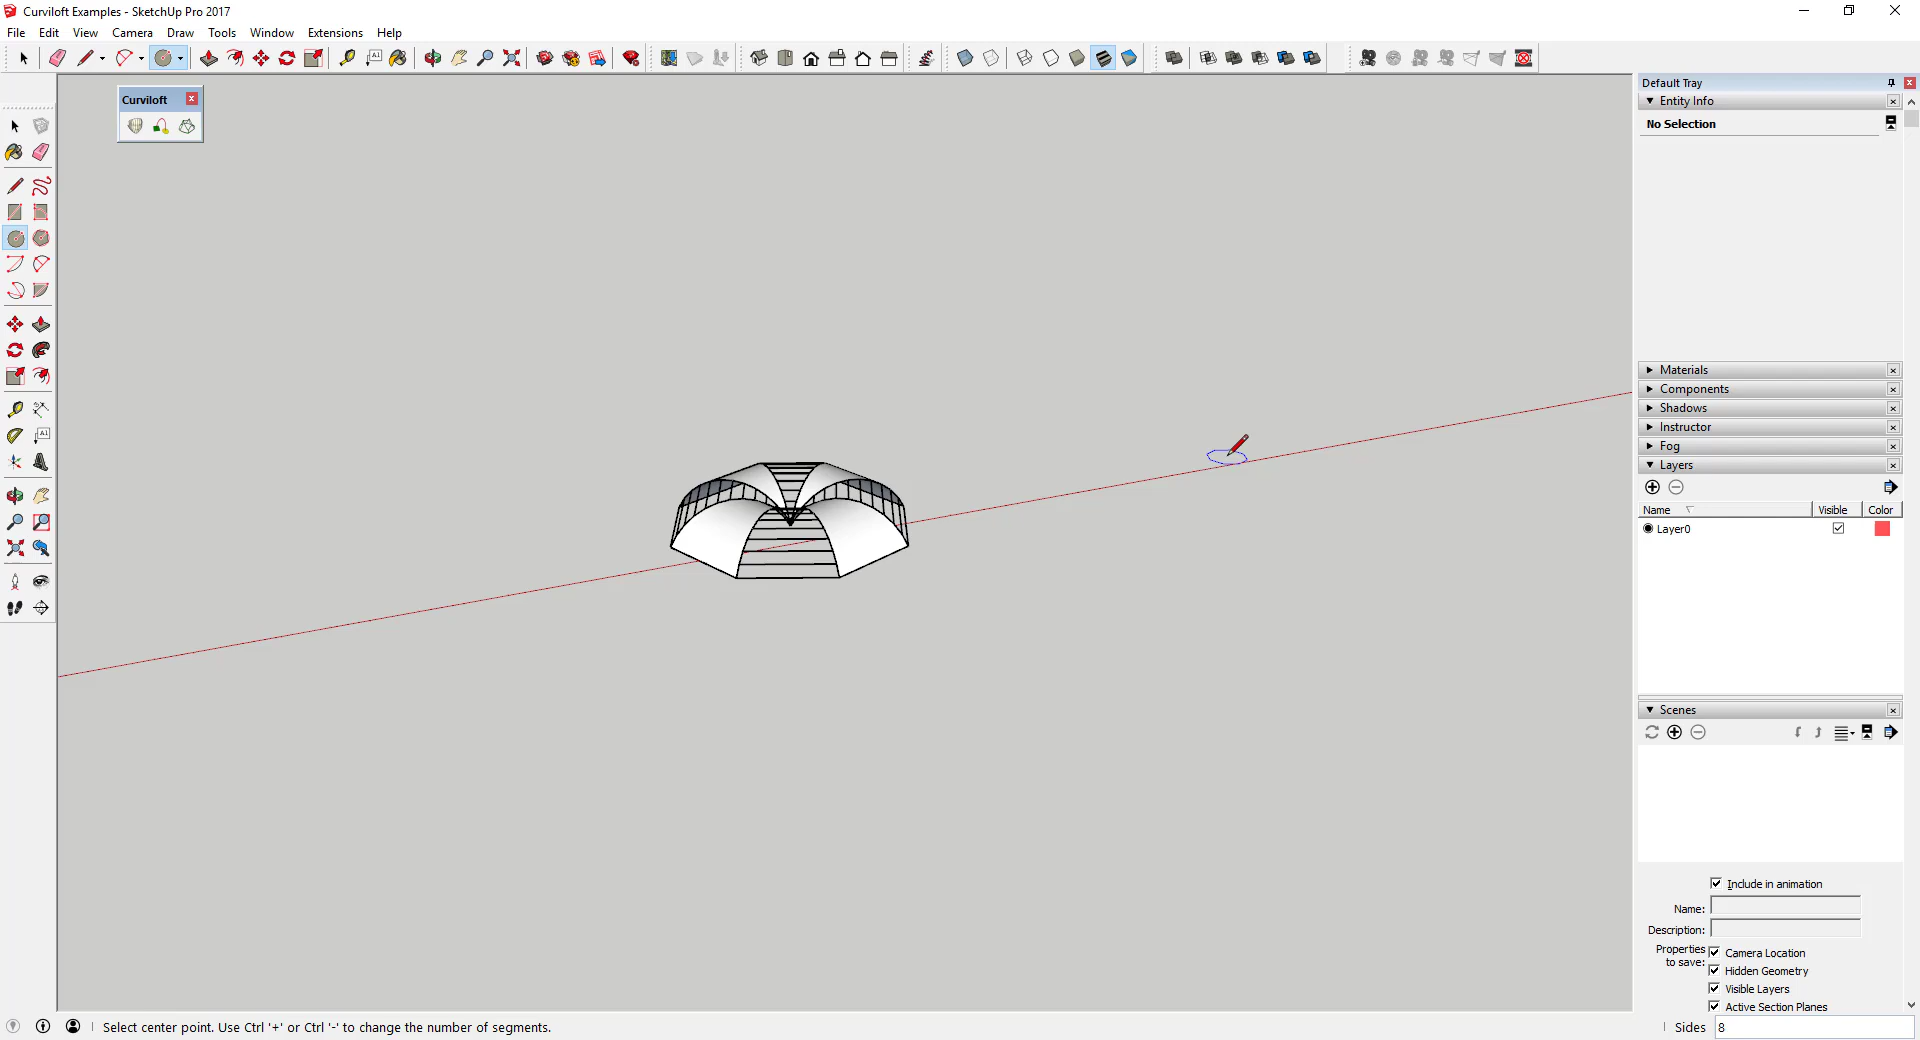 Curviloft Examples - SketchUp Pro 2017
File Edit View Camera Draw Tools Window Extensions Help
Curviloft
Default Tray
Entity Info
No Selection
Materials
Components
Shadows
Instructor
Fog
Layers
Name Visible Color
Layer0
Scenes
Include in animation
Name:
Description:
Properties to save:
Camera Location
Hidden Geometry
Visible Layers
Active Section Planes
Select center point. Use Ctrl '+' or Ctrl '-' to change the number of segments.
Sides 8